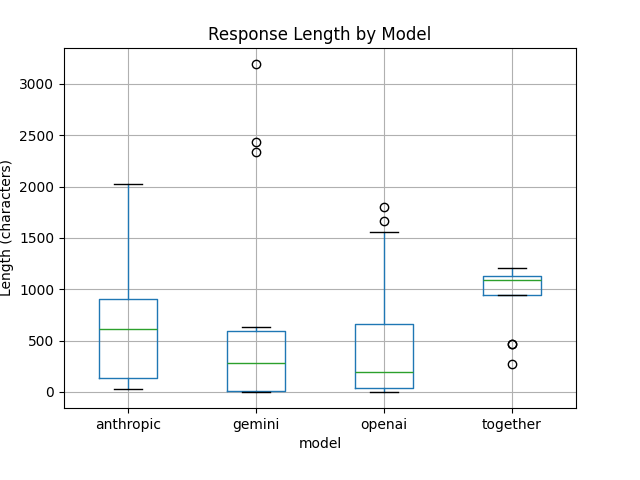 Response Length by Model
Length (characters)
3000
2500
2000
1500
1000
500
0
anthropic gemini openai together
model